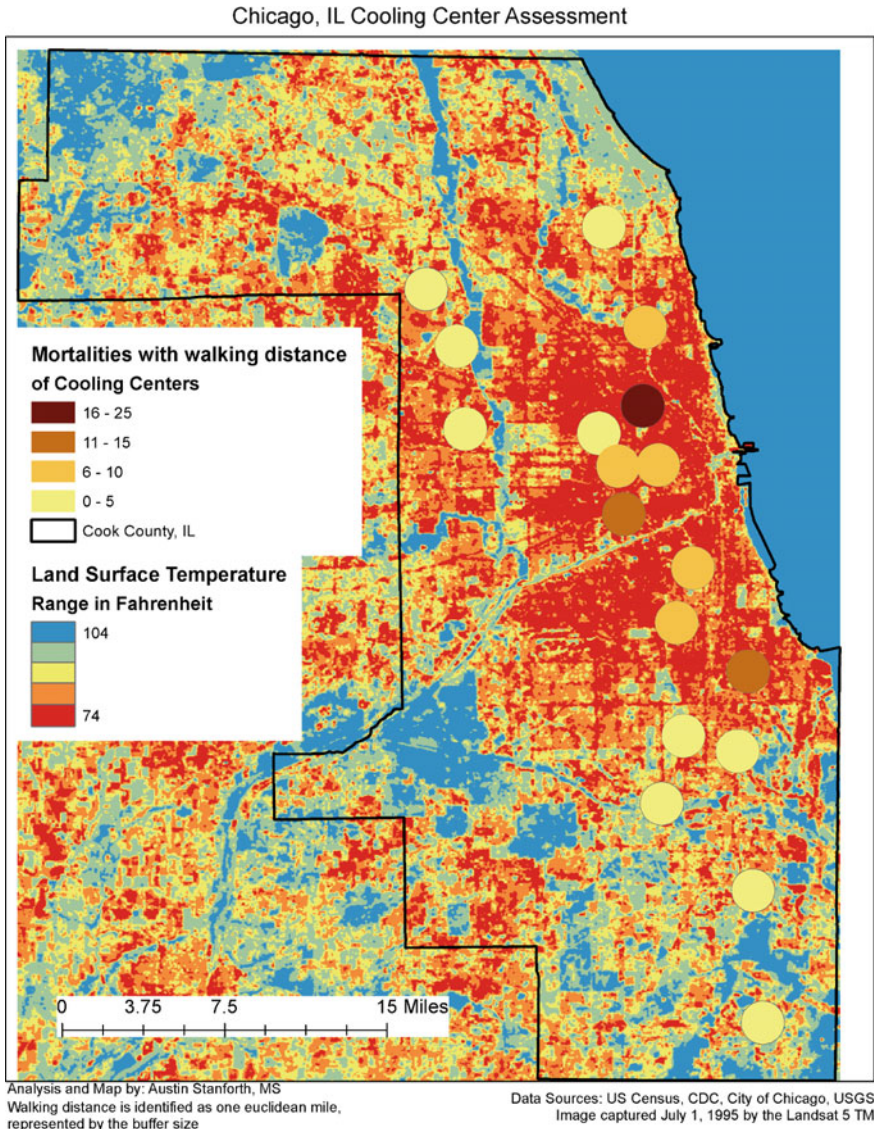 Chicago, IL Cooling Center Assessment
Mortalities with walking distance
of Cooling Centers
16 - 25
11 - 15
6 - 10
0 - 5
Cook County, IL
Land Surface Temperature
Range in Fahrenheit
104
74
0 3.75 7.5 15 Miles
Analysis and Map by: Austin Stanforth, MS
Walking distance is identified as one euclidean mile,
represented by the buffer size
Data Sources: US Census, CDC, City of Chicago, USGS
Image captured July 1, 1995 by the Landsat 5 TM